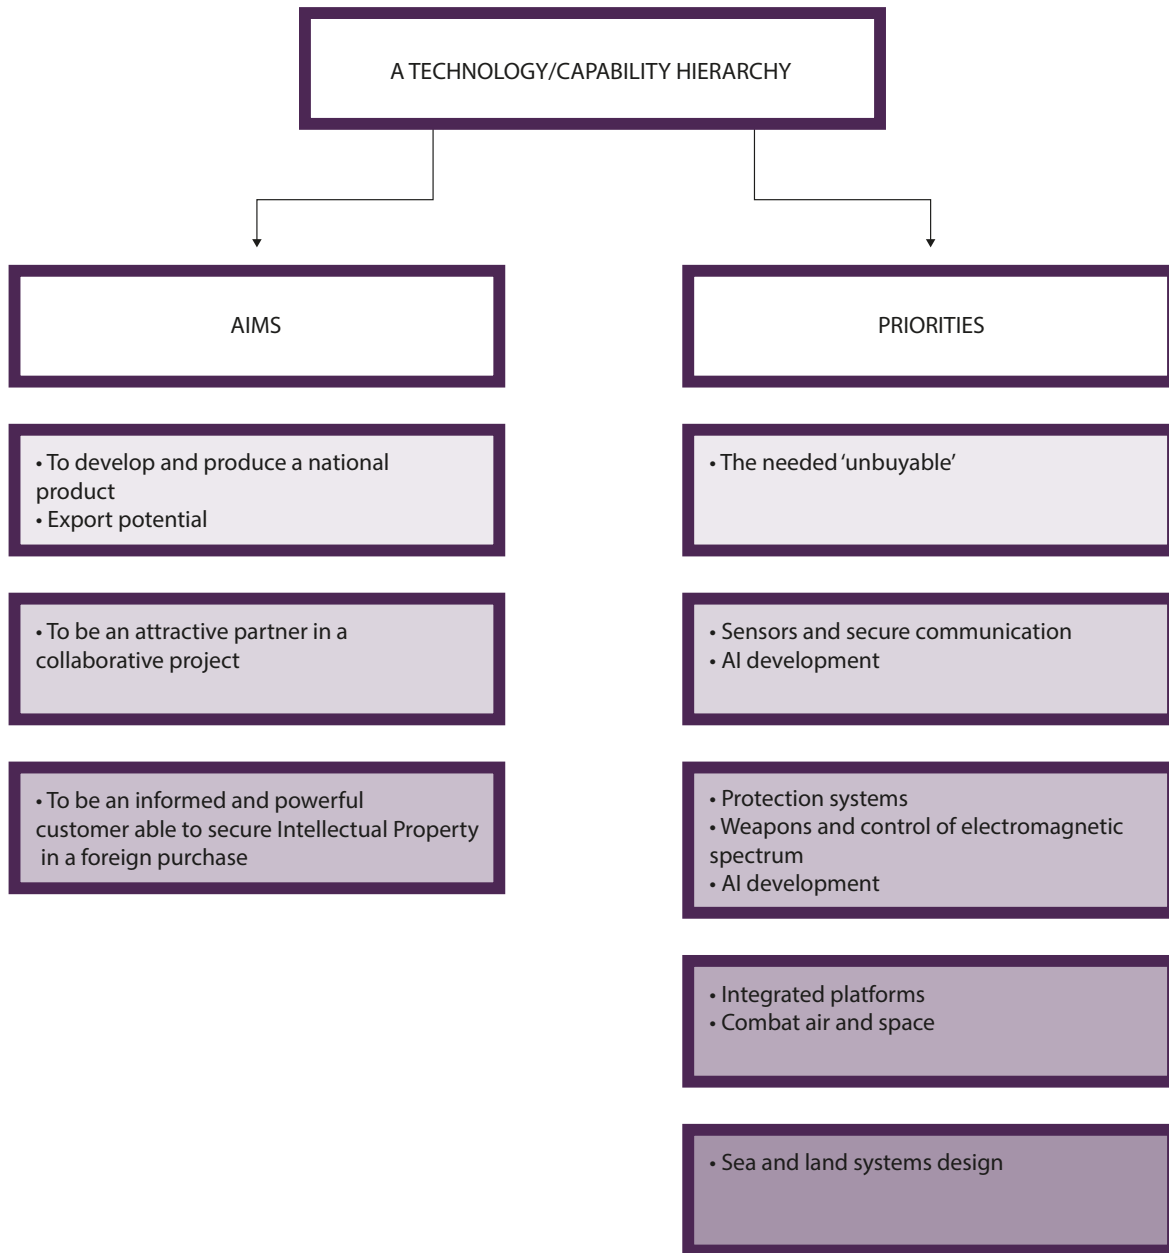 A TECHNOLOGY/CAPABILITY HIERARCHY
AIMS
• To develop and produce a national
product
• Export potential
• To be an attractive partner in a
collaborative project
• To be an informed and powerful
customer able to secure Intellectual Property
in a foreign purchase
PRIORITIES
• The needed ‘unbuyable’
• Sensors and secure communication
• AI development
• Protection systems
• Weapons and control of electromagnetic
spectrum
• AI development
• Integrated platforms
• Combat air and space
• Sea and land systems design